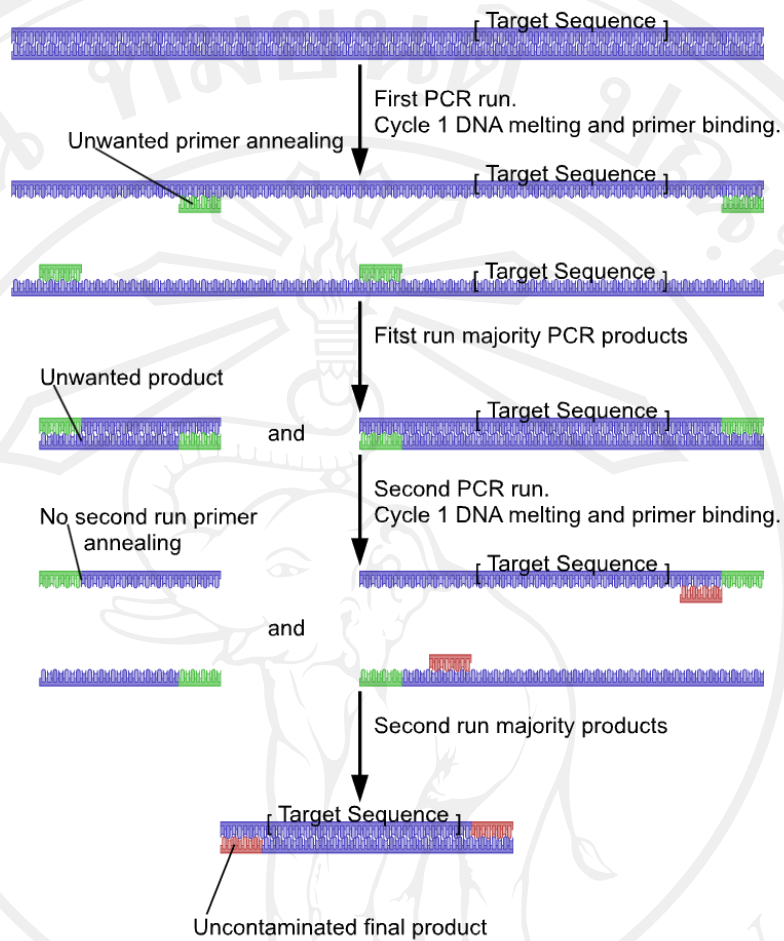 [ Target Sequence ]
First PCR run.
Cycle 1 DNA melting and primer binding.
Unwanted primer annealing
[ Target Sequence ]
[ Target Sequence ]
Fitst run majority PCR products
Unwanted product
and
[ Target Sequence ]
Second PCR run.
Cycle 1 DNA melting and primer binding.
No second run primer
annealing
[ Target Sequence ]
and
Second run majority products
[ Target Sequence ]
Uncontaminated final product